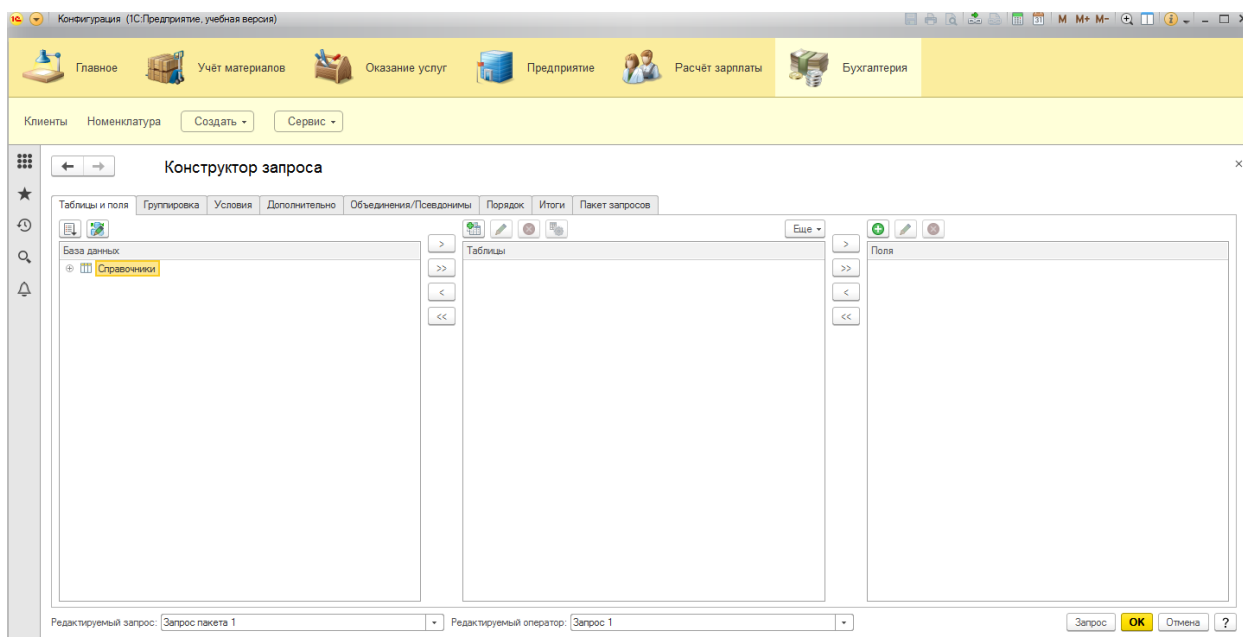 Конфигурация (1С:Предприятие, учебная версия) M M+ M-
Главное Учёт материалов Оказание услуг Предприятие Расчёт зарплаты Бухгалтерия
Клиенты Номенклатура Создать Сервис
Конструктор запроса
Таблицы и поля Группировка Условия Дополнительно Объединения/Псевдонимы Порядок Итоги Пакет запросов
Еще
База данных > Таблицы > Поля
Справочники >> >>
< <
<< <<
Редактируемый запрос: Запрос пакета 1 Редактируемый оператор: Запрос 1 Запрос ОК Отмена ?